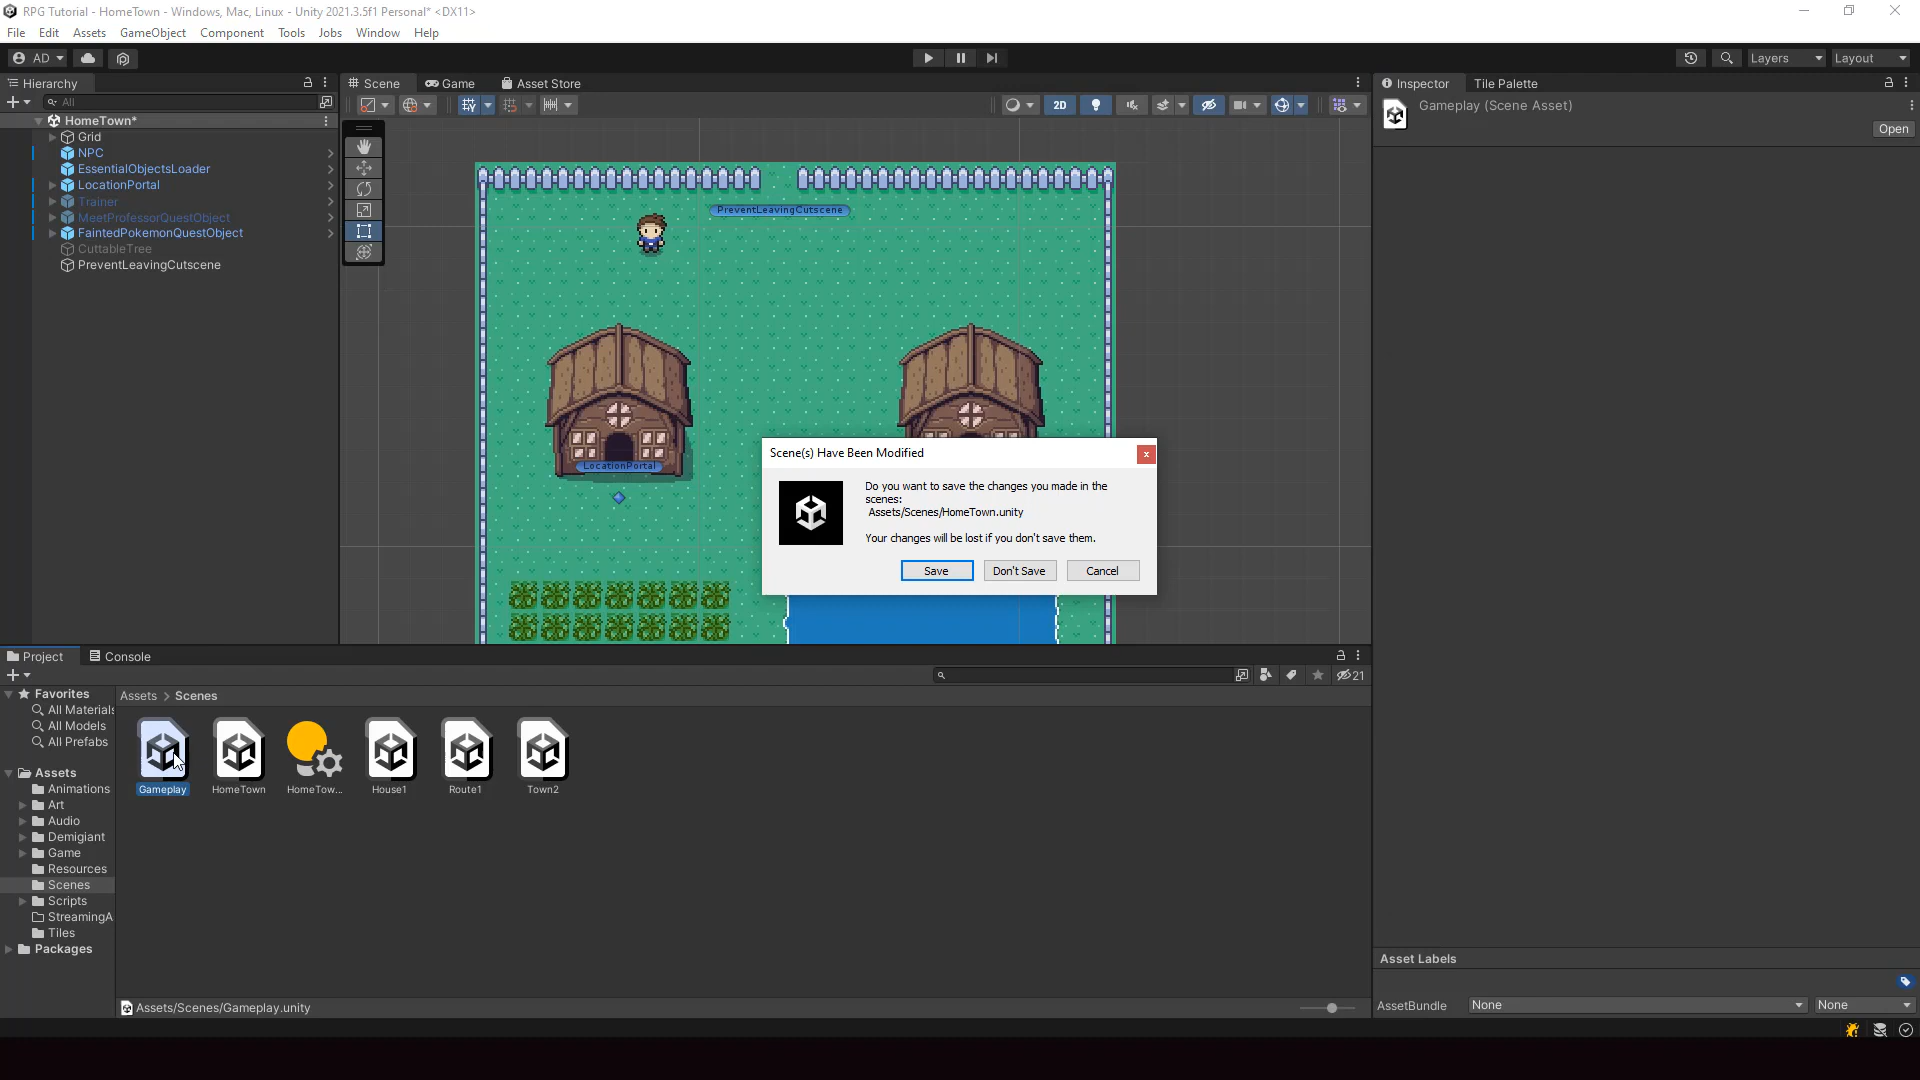 RPG Tutorial - HomeTown - Windows, Mac, Linux - Unity 2021.3.5f1 Personal* <DX11>
File Edit Assets GameObject Component Tools Jobs Window Help
AD Layers Layout
Hierarchy Scene Game Asset Store Inspector Tile Palette
All 2D
Gameplay (Scene Asset)
Open
HomeTown*
Grid
NPC
EssentialObjectsLoader
LocationPortal
Trainer
MeetProfessorQuestObject
FaintedPokemonQuestObject
CuttableTree
PreventLeavingCutscene
PreventLeavingCutscene
LocationPortal
Scene(s) Have Been Modified
x
Do you want to save the changes you made in the
scenes:
Assets/Scenes/HomeTown.unity
Your changes will be lost if you don't save them.
Save Don't Save Cancel
Project Console
21
Favorites
All Materials
All Models
All Prefabs
Assets
Animations
Art
Audio
Demigiant
Game
Resources
Scenes
Scripts
StreamingA
Tiles
Packages
Assets > Scenes
Gameplay HomeTown HomeTow... House1 Route1 Town2
Assets/Scenes/Gameplay.unity
Asset Labels
AssetBundle None None